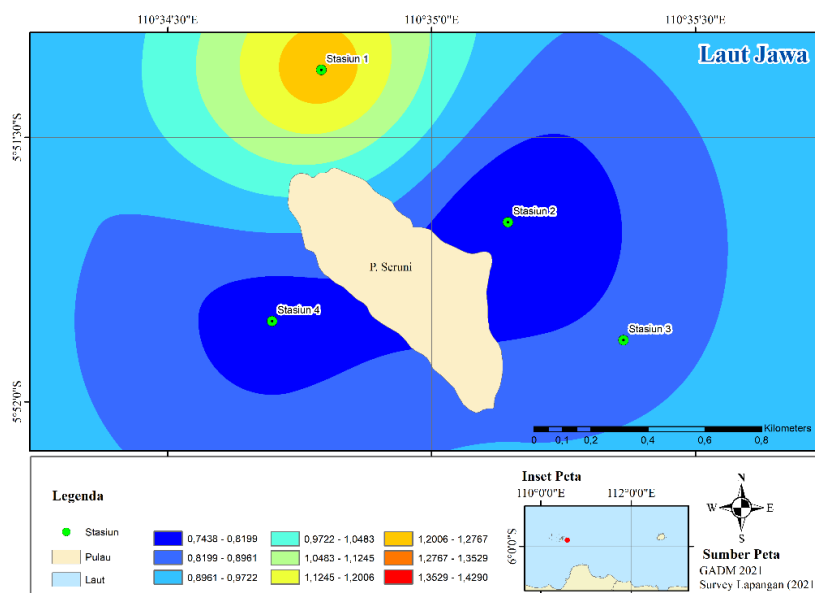 110°34'30"E 110°35'0"E 110°35'30"E
Laut Jawa
Stasiun 1
5°51'30"S
Stasiun 2
P. Seruni
Stasiun 4
Stasiun 3
5°52'0"S
Kilometers
0 0,1 0,2 0,4 0,6 0,8
Legenda
Stasiun
Pulau
Laut
0,7438 - 0,8199
0,8199 - 0,8961
0,8961 - 0,9722
0,9722 - 1,0483
1,0483 - 1,1245
1,1245 - 1,2006
1,2006 - 1,2767
1,2767 - 1,3529
1,3529 - 1,4290
Inset Peta
110°0'0"E 112°0'0"E
6°0'0"S
N
W E
S
Sumber Peta
GADM 2021
Survey Lapangan (2021